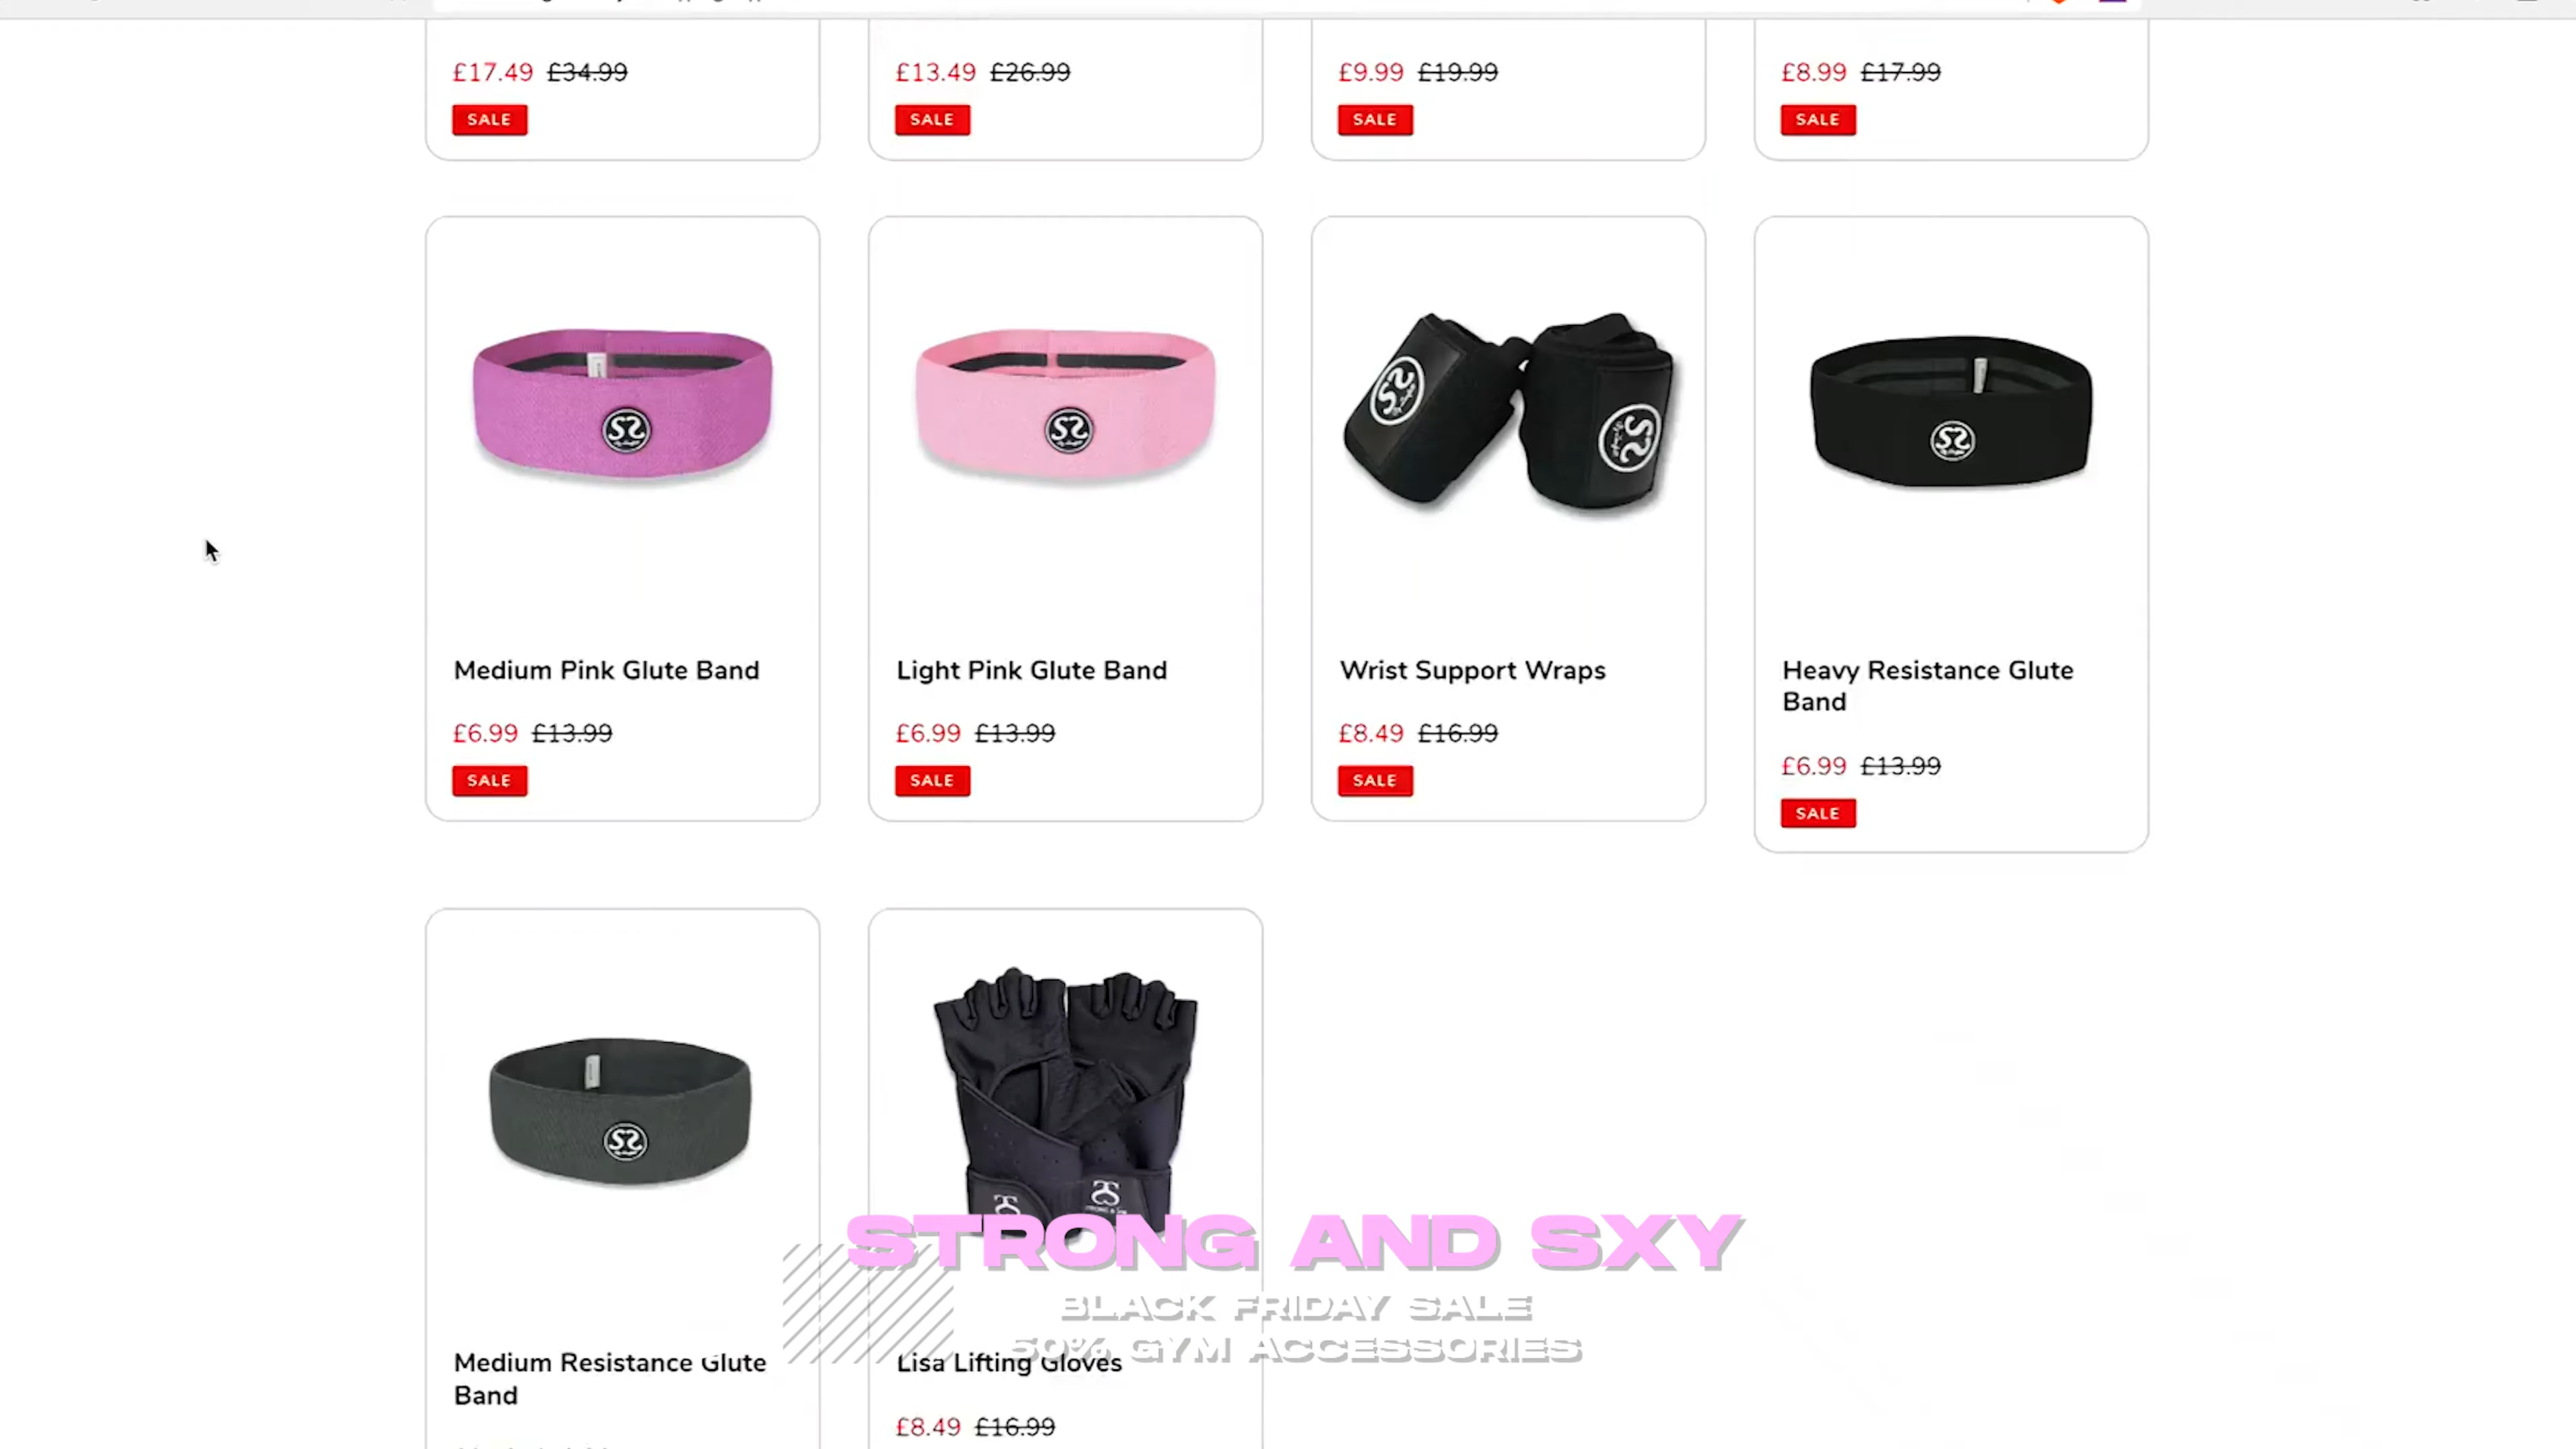 £17.49 £34.99
SALE
£13.49 £26.99
SALE
£9.99 £19.99
SALE
£8.99 £17.99
SALE
Medium Pink Glute Band
£6.99 £13.99
SALE
Light Pink Glute Band
£6.99 £13.99
SALE
Wrist Support Wraps
£8.49 £16.99
SALE
Heavy Resistance Glute
Band
£6.99 £13.99
SALE
Medium Resistance Glute
Band
Lisa Lifting Gloves
£8.49 £16.99
STRONG AND SXY
BLACK FRIDAY SALE
50% GYM ACCESSORIES